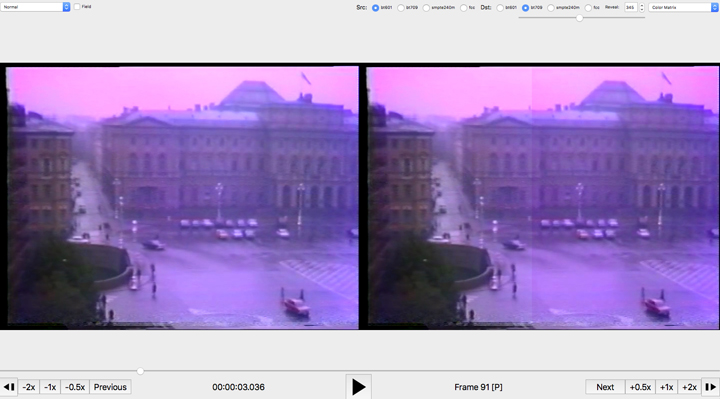 Normal Field Src: bt601 bt709 smpte240m fcc Dst: bt601 bt709 smpte240m fcc Reveal: 345 Color Matrix
-2x -1x -0.5x Previous 00:00:03.036 Frame 91 [P] Next +0.5x +1x +2x